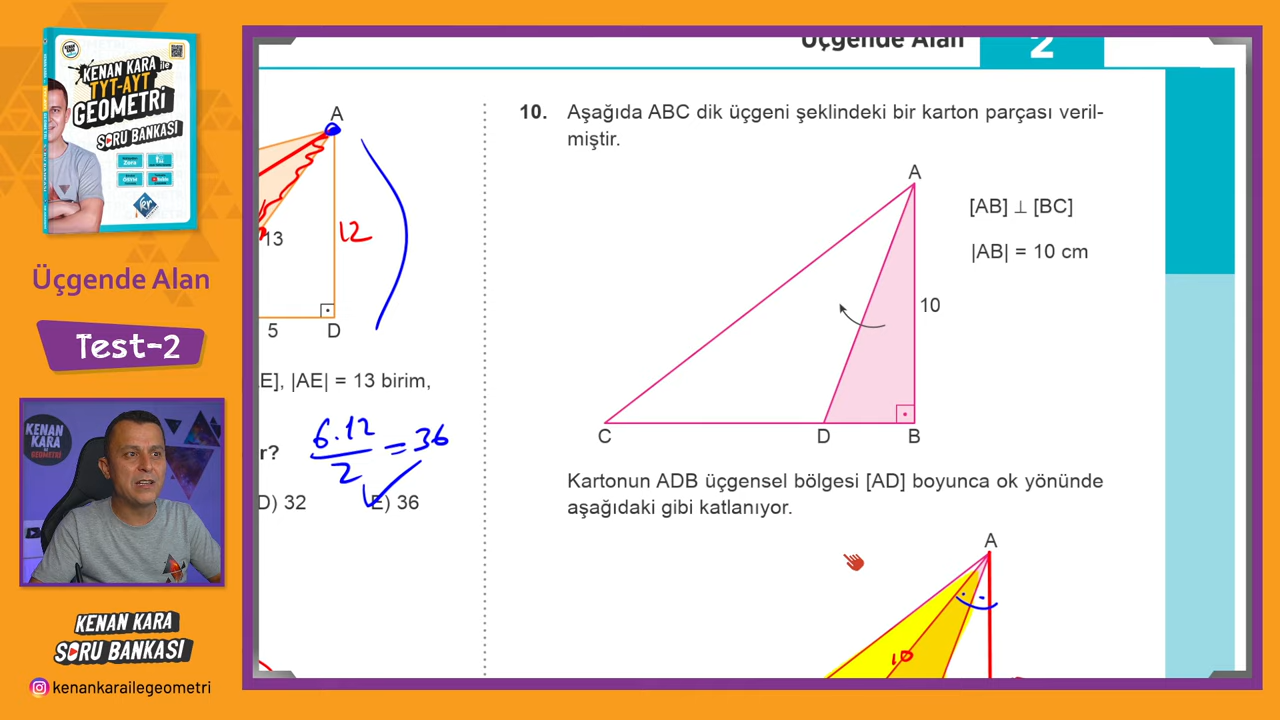 KENAN KARA ile
TYT-AYT
GEOMETRİ
SORU BANKASI
Üçgende Alan
Test-2
KENAN KARA
GEOMETRİ
KENAN KARA
SORU BANKASI
kenankarailegeometri
Üçgende Alan
2
A
13
12
5
D
E], |AE| = 13 birim,
r?
6.12
2
=36
D) 32
E) 36
10. Aşağıda ABC dik üçgeni şeklindeki bir karton parçası veril-
miştir.
A
[AB] ⊥ [BC]
|AB| = 10 cm
10
C
D
B
Kartonun ADB üçgensel bölgesi [AD] boyunca ok yönünde
aşağıdaki gibi katlanıyor.
A
10